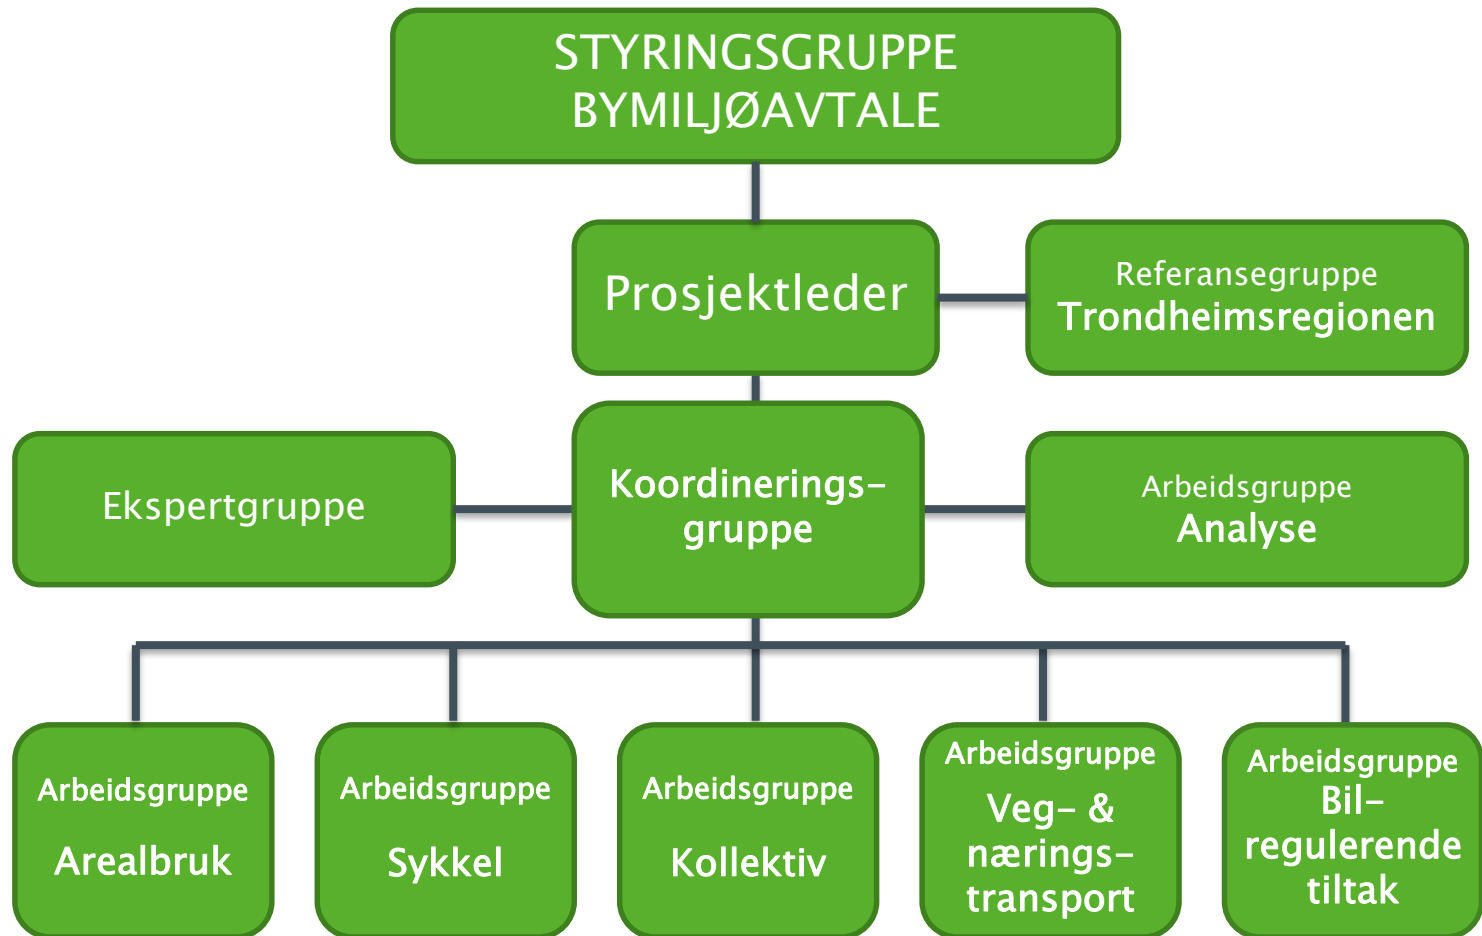 STYRINGSGRUPPE
BYMILJØAVTALE
Prosjektleder
Referansegruppe
Trondheimsregionen
Ekspertgruppe
Koordinerings-
gruppe
Arbeidsgruppe
Analyse
Arbeidsgruppe
Arealbruk
Arbeidsgruppe
Sykkel
Arbeidsgruppe
Kollektiv
Arbeidsgruppe
Veg- &
nærings-
transport
Arbeidsgruppe
Bil-
regulerende
tiltak